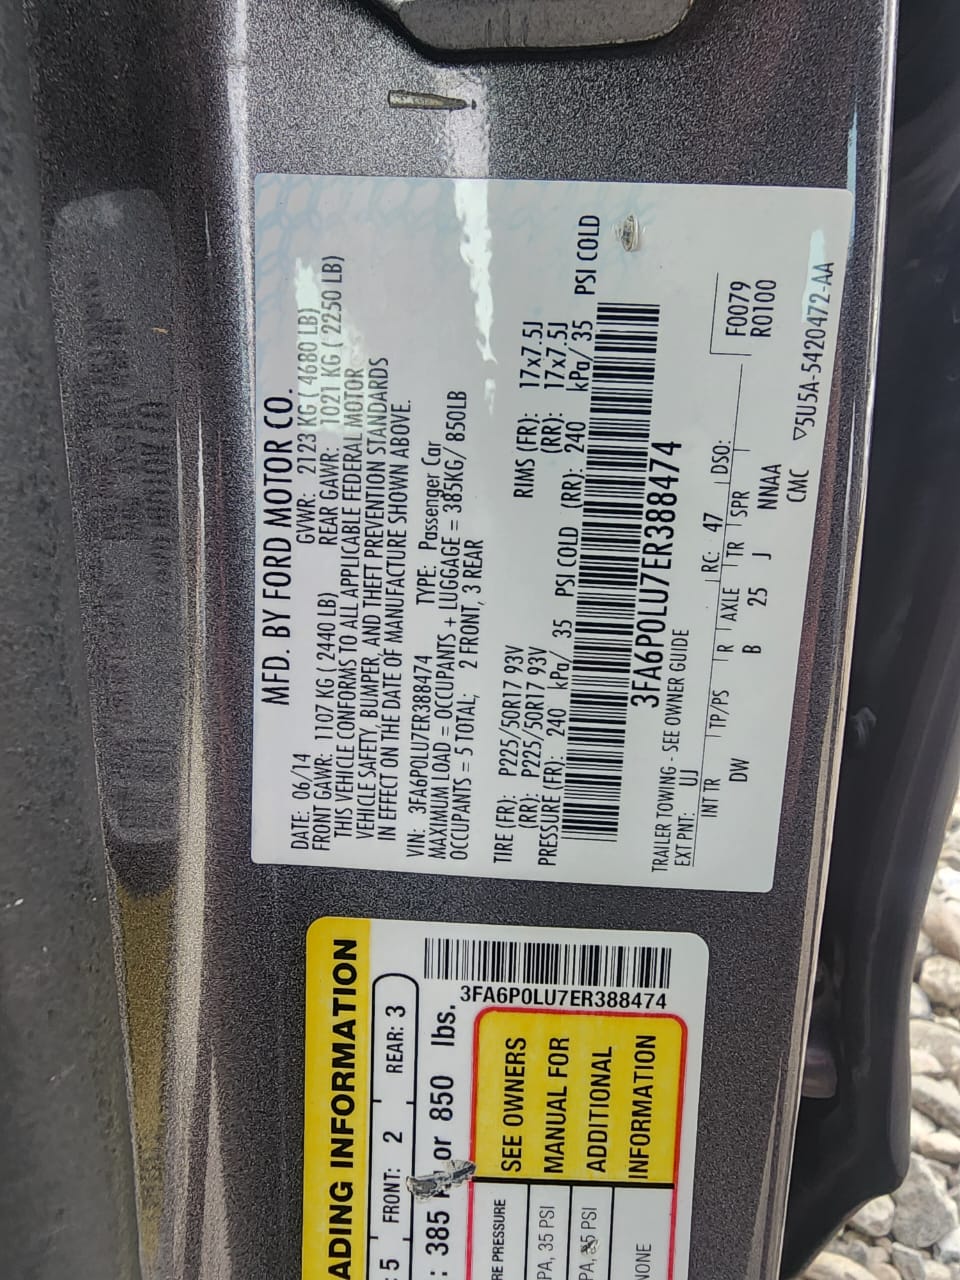 MFD. BY FORD MOTOR CO.
DATE: 06/14 GVWR: 2123 KG ( 4680 LB)
FRONT GAWR: 1107 KG ( 2440 LB) REAR GAWR: 1021 KG ( 2250 LB)
THIS VEHICLE CONFORMS TO ALL APPLICABLE FEDERAL MOTOR
VEHICLE SAFETY, BUMPER, AND THEFT PREVENTION STANDARDS
IN EFFECT ON THE DATE OF MANUFACTURE SHOWN ABOVE.
VIN: 3FA6P0LU7ER388474 TYPE: Passenger Car
MAXIMUM LOAD = OCCUPANTS + LUGGAGE = 385KG/ 850LB
OCCUPANTS = 5 TOTAL; 2 FRONT, 3 REAR
TIRE (FR): P225/50R17 93V RIMS (FR): 17x7.5J
(RR): P225/50R17 93V (RR): 17x7.5J
PRESSURE (FR): 240 kPa/ 35 PSI COLD (RR): 240 kPa/ 35 PSI COLD
3FA6P0LU7ER388474
TRAILER TOWING - SEE OWNER GUIDE
EXT PNT: UJ RC: 47 DSO:
INT TR TP/PS R AXLE TR SPR
DW B 25 J NNAA
CMC
F0079
R0100
▽5U5A-5420472-AA
ADING INFORMATION
: 5 FRONT: 2 REAR: 3
: 385 or 850 lbs.
3FA6P0LU7ER388474
RE PRESSURE
PA, 35 PSI
PA, 35 PSI
NONE
SEE OWNERS
MANUAL FOR
ADDITIONAL
INFORMATION